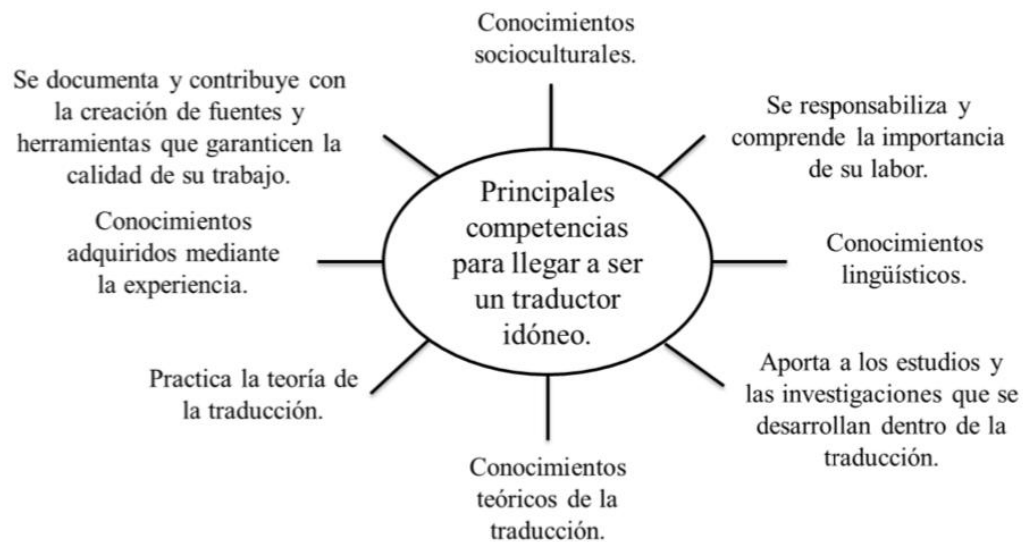 Conocimientos
socioculturales.
Se documenta y contribuye con
la creación de fuentes y
herramientas que garanticen la
calidad de su trabajo.
Se responsabiliza y
comprende la importancia
de su labor.
Principales
competencias
para llegar a ser
un traductor
idóneo.
Conocimientos
adquiridos mediante
la experiencia.
Conocimientos
lingüísticos.
Practica la teoría de
la traducción.
Aporta a los estudios y
las investigaciones que se
desarrollan dentro de la
traducción.
Conocimientos
teóricos de la
traducción.